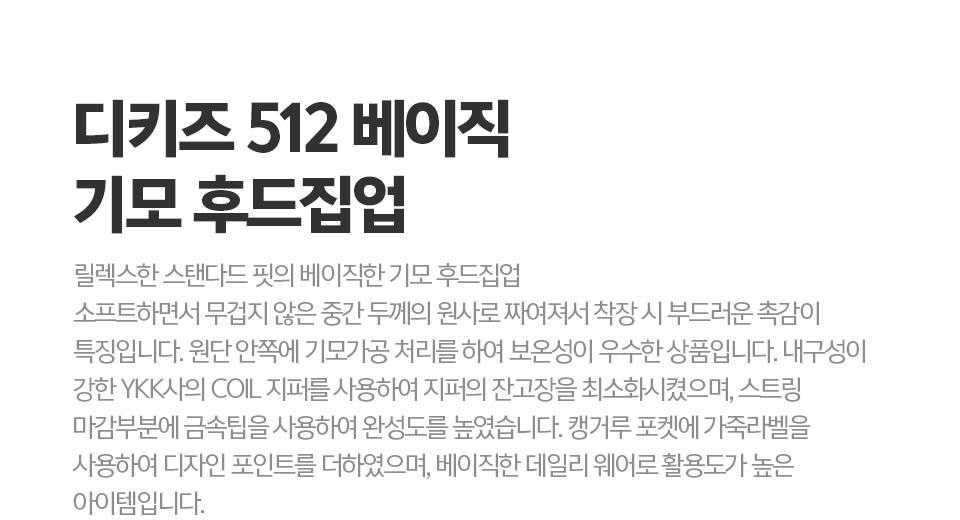 디키즈 512 베이직
기모 후드집업
릴렉스한 스탠다드 핏의 베이직한 기모 후드집업
소프트하면서 무겁지 않은 중간 두께의 원사로 짜여져서 착장 시 부드러운 촉감이
특징입니다. 원단 안쪽에 기모가공 처리를 하여 보온성이 우수한 상품입니다. 내구성이
강한 YKK사의 COIL 지퍼를 사용하여 지퍼의 잔고장을 최소화시켰으며, 스트링
마감부분에 금속팁을 사용하여 완성도를 높였습니다. 캥거루 포켓에 가죽라벨을
사용하여 디자인 포인트를 더하였으며, 베이직한 데일리 웨어로 활용도가 높은
아이템입니다.